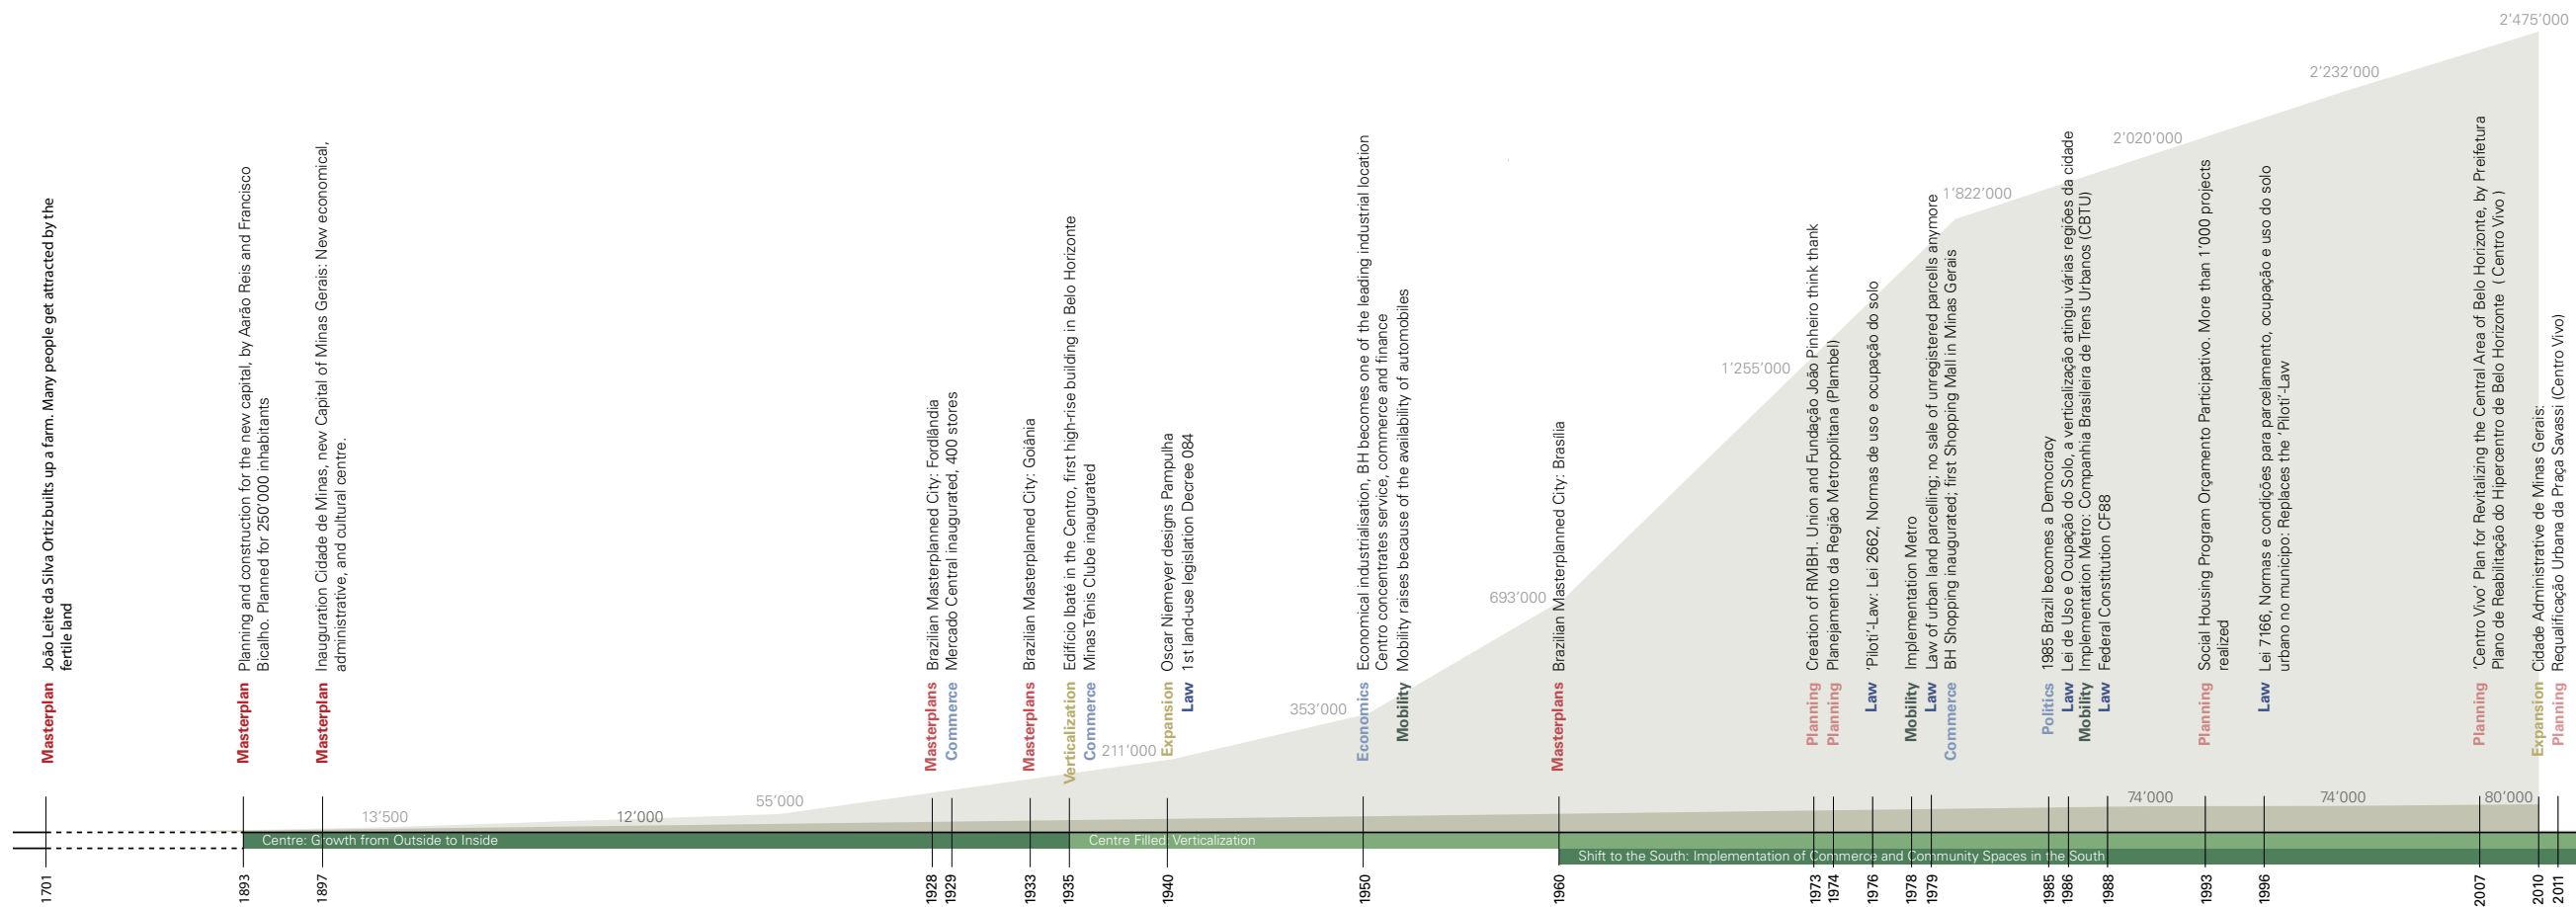 2'475'000
2'232'000
2'020'000
1'822'000
1'255'000
693'000
353'000
211'000
55'000
13'500
12'000
74'000
74'000
80'000
Masterplan João Leite da Silva Ortiz builts up a farm. Many people get attracted by the
fertile land
Masterplan Planning and construction for the new capital, by Aarão Reis and Francisco
Bicalho. Planned for 250'000 inhabitants
Masterplan Inauguration Cidade de Minas, new Capital of Minas Gerais: New economical,
administrative, and cultural centre.
Masterplans Brazilian Masterplanned City: Fordlândia
Commerce Mercado Central inaugurated, 400 stores
Masterplans Brazilian Masterplanned City: Goiânia
Verticalization Edifício Ibaté in the Centro, first high-rise building in Belo Horizonte
Commerce Minas Tênis Clube inaugurated
Expansion Oscar Niemeyer designs Pampulha
Law 1st land-use legislation Decree 084
Economics Economical industrialisation, BH becomes one of the leading industrial location
Centro concentrates service, commerce and finance
Mobility Mobility raises because of the availability of automobiles
Masterplans Brazilian Masterplanned City: Brasília
Planning Creation of RMBH. Union and Fundação João Pinheiro think thank
Planning Planejamento da Região Metropolitana (Plambel)
Law 'Piloti'-Law: Lei 2662, Normas de uso e ocupação do solo
Mobility Implementation Metro
Law Law of urban land parcelling; no sale of unregistered parcells anymore
Commerce BH Shopping inaugurated; first Shopping Mall in Minas Gerais
Politics 1985 Brazil becomes a Democracy
Law Lei de Uso e Ocupação do Solo, a verticalização atingiu várias regiões da cidade
Mobility Implementation Metro: Companhia Brasileira de Trens Urbanos (CBTU)
Law Federal Constitution CF88
Planning Social Housing Program Orçamento Participativo. More than 1'000 projects
realized
Law Lei 7166, Normas e condições para parcelamento, ocupação e uso do solo
urbano no municipo: Replaces the 'Piloti'-Law
Planning 'Centro Vivo' Plan for Revitalizing the Central Area of Belo Horizonte, by Preifetura
Plano de Reabilitação do Hipercentro de Belo Horizonte ( Centro Vivo )
Expansion Cidade Administrative de Minas Gerais:
Planning Requalificação Urbana da Praça Savassi (Centro Vivo)
Centre: Growth from Outside to Inside
Centre Filled: Verticalization
Shift to the South: Implementation of Commerce and Community Spaces in the South
1701
1893
1897
1928
1929
1933
1935
1940
1950
1960
1973
1974
1976
1978
1979
1985
1986
1988
1993
1996
2007
2010
2011